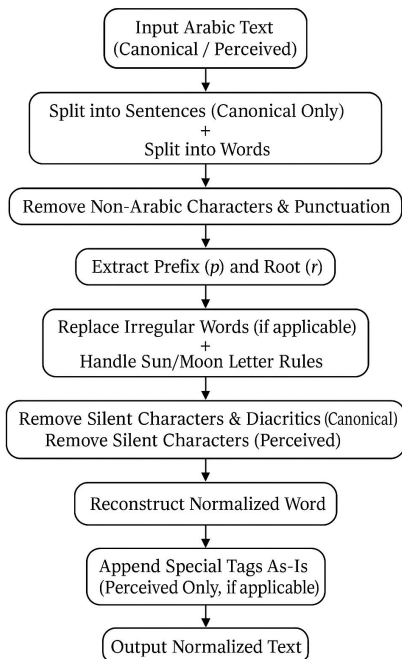 Input Arabic Text
(Canonical / Perceived)
Split into Sentences (Canonical Only)
+
Split into Words
Remove Non-Arabic Characters & Punctuation
Extract Prefix (p) and Root (r)
Replace Irregular Words (if applicable)
+
Handle Sun/Moon Letter Rules
Remove Silent Characters & Diacritics (Canonical)
Remove Silent Characters (Perceived)
Reconstruct Normalized Word
Append Special Tags As-Is
(Perceived Only, if applicable)
Output Normalized Text